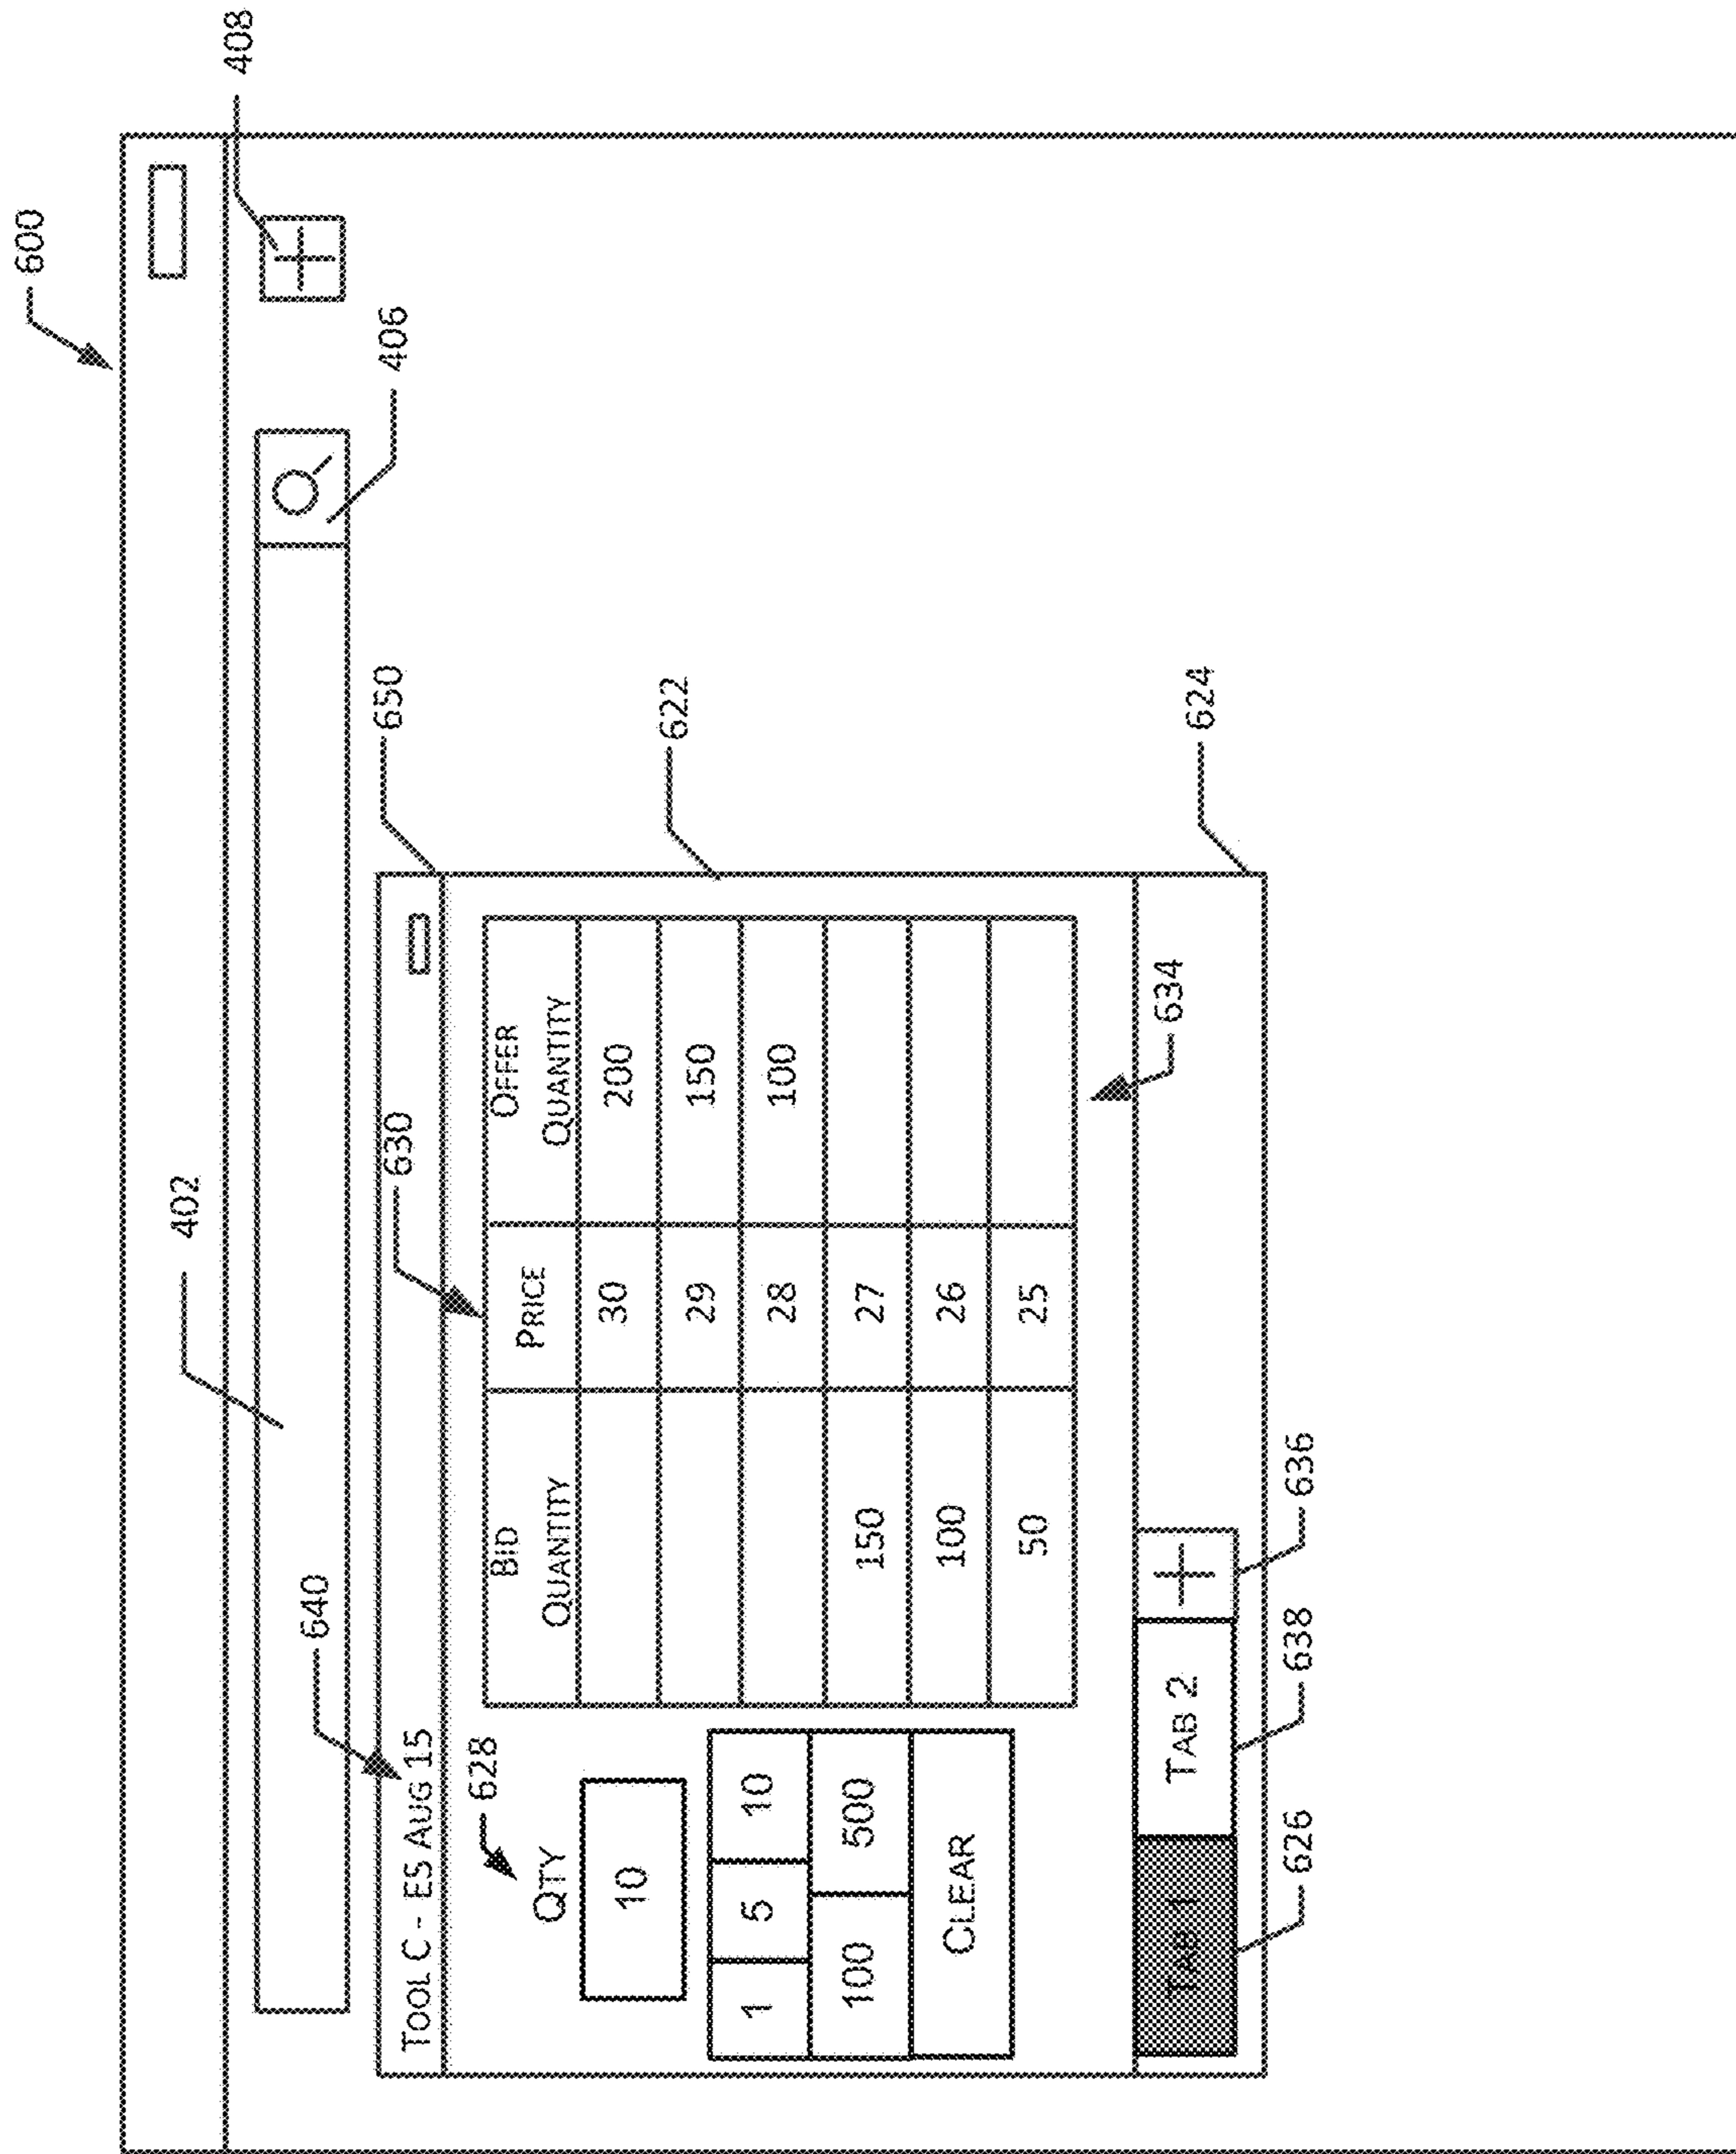 600
408
402
406
640
630
650
TOOL C - ES AUG 15
628
QTY
10
1 5 10
100 500
CLEAR
BID QUANTITY PRICE OFFER QUANTITY
30 200
29 150
28 100
150 27
100 26
50 25
622
634
TAB 1 TAB 2
624
626 638 636